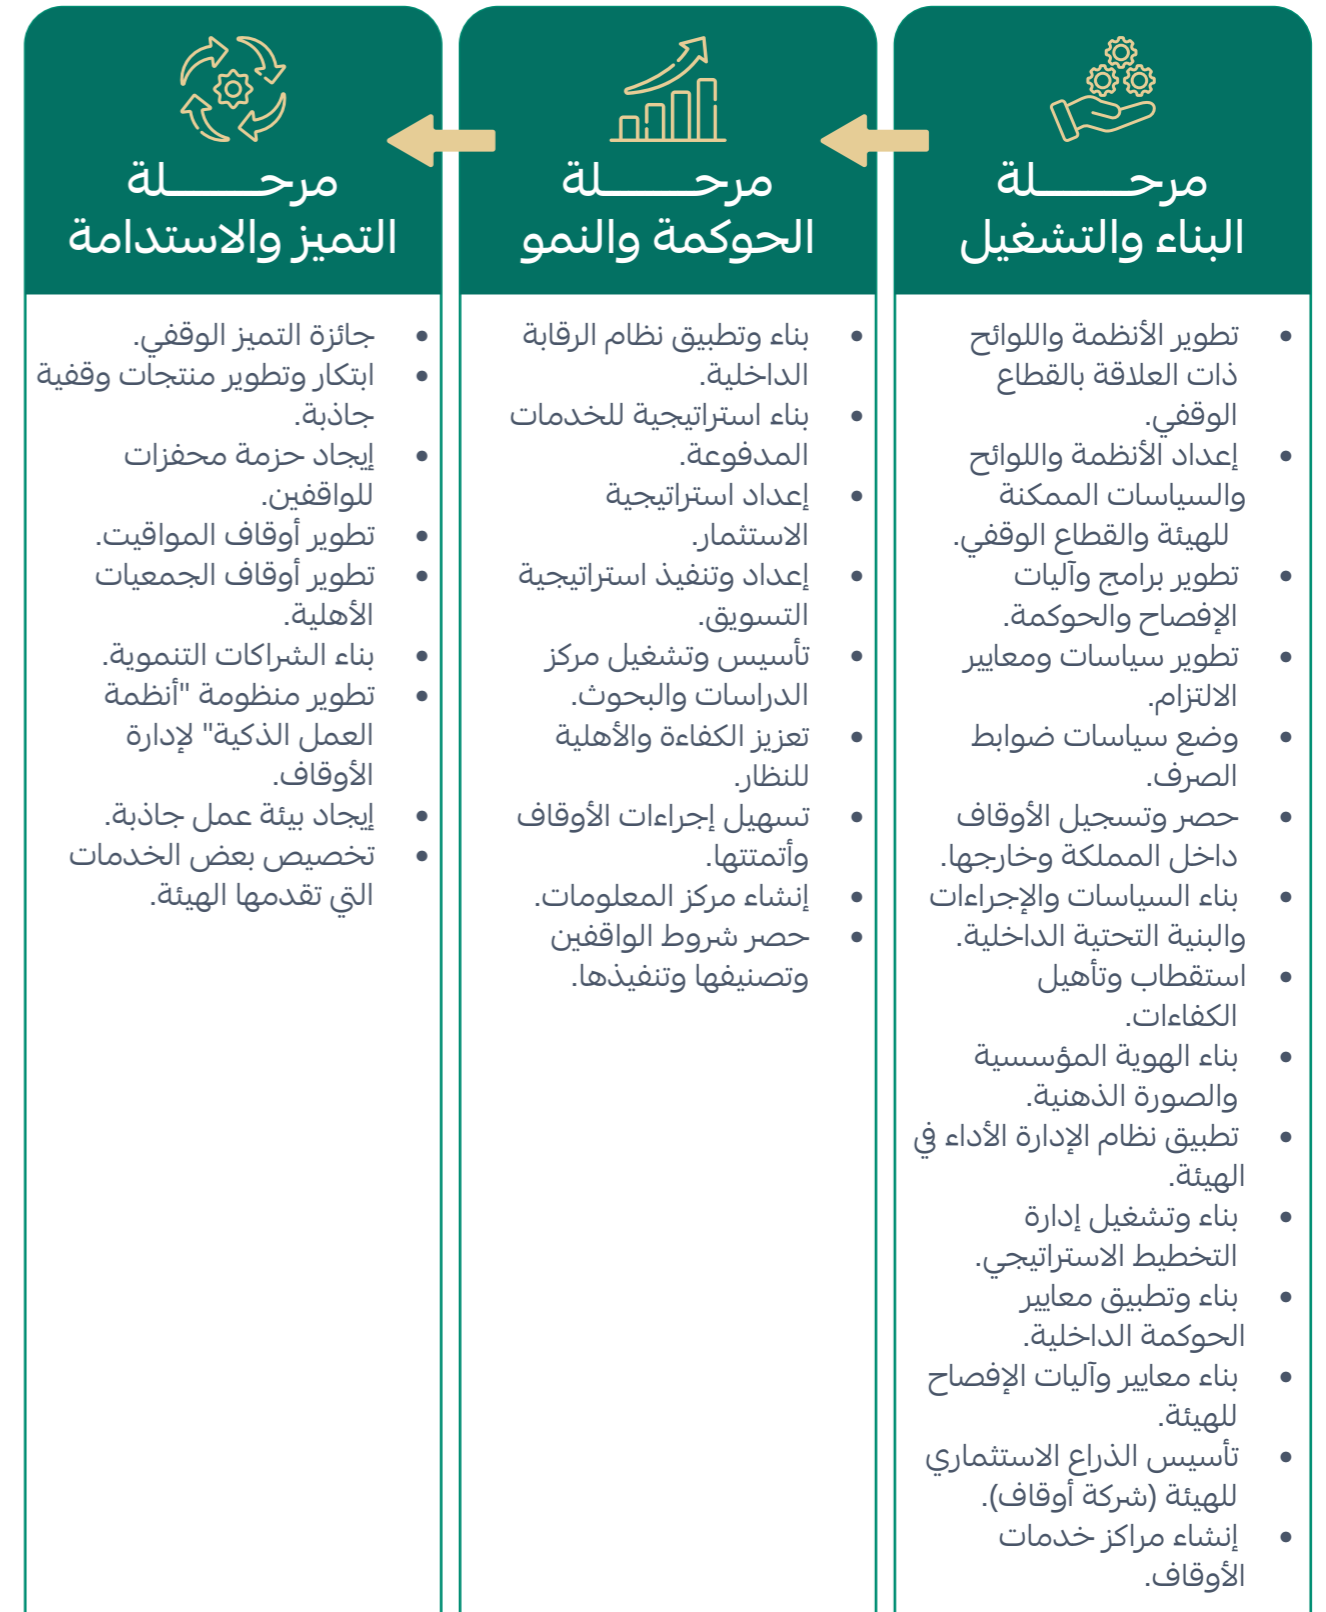 مرحـــــــلة
البناء والتشغيل
• تطوير الأنظمة واللوائح
ذات العلاقة بالقطاع
الوقفي.
• إعداد الأنظمة واللوائح
والسياسات الممكنة
للهيئة والقطاع الوقفي.
• تطوير برامج وآليات
الإفصاح والحوكمة.
• تطوير سياسات ومعايير
الالتزام.
• وضع سياسات ضوابط
الصرف.
• حصر وتسجيل الأوقاف
داخل المملكة وخارجها.
• بناء السياسات والإجراءات
والبنية التحتية الداخلية.
• استقطاب وتأهيل
الكفاءات.
• بناء الهوية المؤسسية
والصورة الذهنية.
• تطبيق نظام الإدارة الأداء في
الهيئة.
• بناء وتشغيل إدارة
التخطيط الاستراتيجي.
• بناء وتطبيق معايير
الحوكمة الداخلية.
• بناء معايير وآليات الإفصاح
للهيئة.
• تأسيس الذراع الاستثماري
للهيئة (شركة أوقاف).
• إنشاء مراكز خدمات
الأوقاف.
مرحـــــــلة
الحوكمة والنمو
• بناء وتطبيق نظام الرقابة
الداخلية.
• بناء استراتيجية للخدمات
المدفوعة.
• إعداد استراتيجية
الاستثمار.
• إعداد وتنفيذ استراتيجية
التسويق.
• تأسيس وتشغيل مركز
الدراسات والبحوث.
• تعزيز الكفاءة والأهلية
للنظار.
• تسهيل إجراءات الأوقاف
وأتمتتها.
• إنشاء مركز المعلومات.
• حصر شروط الواقفين
وتصنيفها وتنفيذها.
مرحـــــــلة
التميز والاستدامة
• جائزة التميز الوقفي.
• ابتكار وتطوير منتجات وقفية
جاذبة.
• إيجاد حزمة محفزات
للواقفين.
• تطوير أوقاف المواقيت.
• تطوير أوقاف الجمعيات
الأهلية.
• بناء الشراكات التنموية.
• تطوير منظومة "أنظمة
العمل الذكية" لإدارة
الأوقاف.
• إيجاد بيئة عمل جاذبة.
• تخصيص بعض الخدمات
التي تقدمها الهيئة.